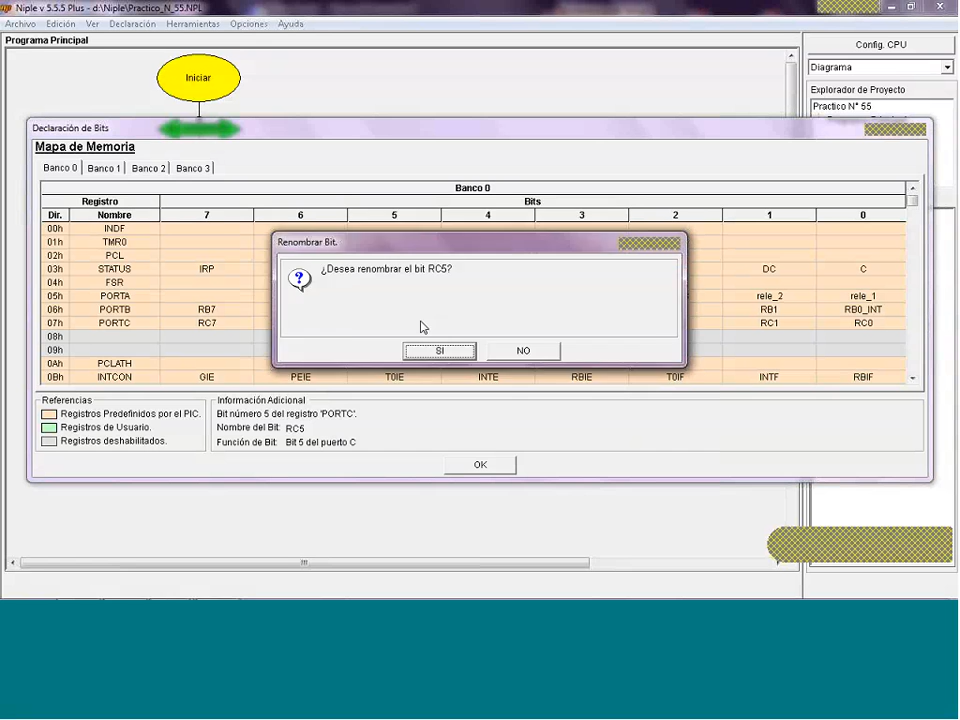 Niple v 5.5.5 Plus - d:\Niple\Practico_N_55.NPL
Archivo Edición Ver Declaración Herramientas Opciones Ayuda
Programa Principal
Config. CPU
Iniciar
Diagrama
Explorador de Proyecto
Practico N° 55
Declaración de Bits
Mapa de Memoria
Banco 0 Banco 1 Banco 2 Banco 3
Banco 0
Registro Bits
Dir. Nombre 7 6 5 4 3 2 1 0
00h INDF
01h TMR0
02h PCL
03h STATUS IRP DC C
04h FSR
05h PORTA rele_2 rele_1
06h PORTB RB7 RB1 RB0_INT
07h PORTC RC7 RC1 RC0
08h
09h
0Ah PCLATH
0Bh INTCON GIE PEIE T0IE INTE RBIE T0IF INTF RBIF
Renombrar Bit.
¿Desea renombrar el bit RC5?
SI NO
Referencias
Registros Predefinidos por el PIC.
Registros de Usuario.
Registros deshabilitados.
Información Adicional
Bit número 5 del registro 'PORTC'.
Nombre del Bit: RC5
Función de Bit: Bit 5 del puerto C
OK